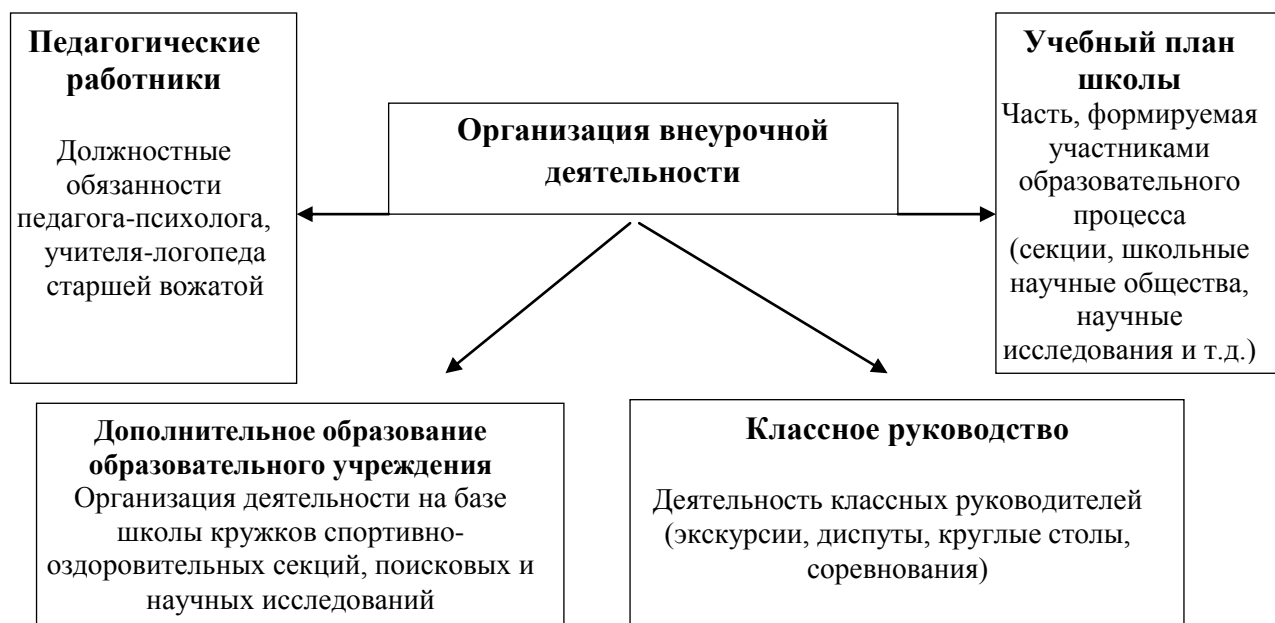 Педагогические
работники
Должностные
обязанности
педагога-психолога,
учителя-логопеда
старшей вожатой
Организация внеурочной
деятельности
Учебный план
школы
Часть, формируемая
участниками
образовательного
процесса
(секции, школьные
научные общества,
научные
исследования и т.д.)
Дополнительное образование
образовательного учреждения
Организация деятельности на базе
школы кружков спортивно-
оздоровительных секций, поисковых и
научных исследований
Классное руководство
Деятельность классных руководителей
(экскурсии, диспуты, круглые столы,
соревнования)